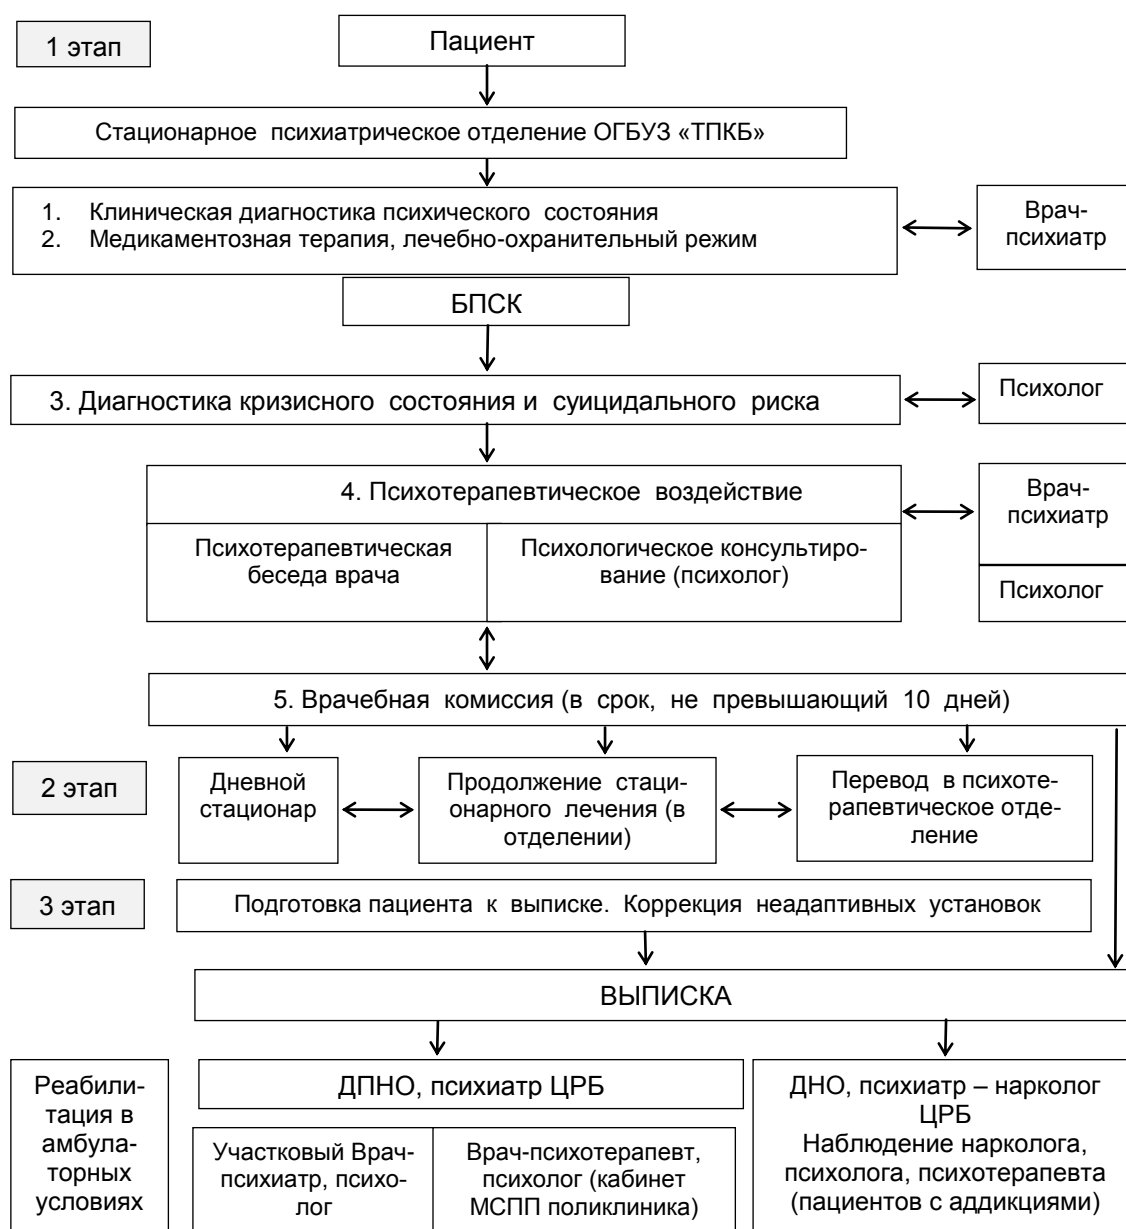 1 этап
Пациент
Стационарное психиатрическое отделение ОГБУЗ «ТПКБ»
1. Клиническая диагностика психического состояния
2. Медикаментозная терапия, лечебно-охранительный режим
Врач-
психиатр
БПСК
3. Диагностика кризисного состояния и суицидального риска
Психолог
4. Психотерапевтическое воздействие
Врач-
психиатр
Психотерапевтическая
беседа врача
Психологическое консультиро-
вание (психолог)
Психолог
5. Врачебная комиссия (в срок, не превышающий 10 дней)
2 этап
Дневной
стационар
Продолжение стаци-
онарного лечения (в
отделении)
Перевод в психоте-
рапевтическое отде-
ление
3 этап
Подготовка пациента к выписке. Коррекция неадаптивных установок
ВЫПИСКА
Реабили-
тация в
амбула-
торных
условиях
ДПНО, психиатр ЦРБ
Участковый Врач-
психиатр, психо-
лог
Врач-психотерапевт,
психолог (кабинет
МСПП поликлиника)
ДНО, психиатр – нарколог
ЦРБ
Наблюдение нарколога,
психолога, психотерапевта
(пациентов с аддикциями)